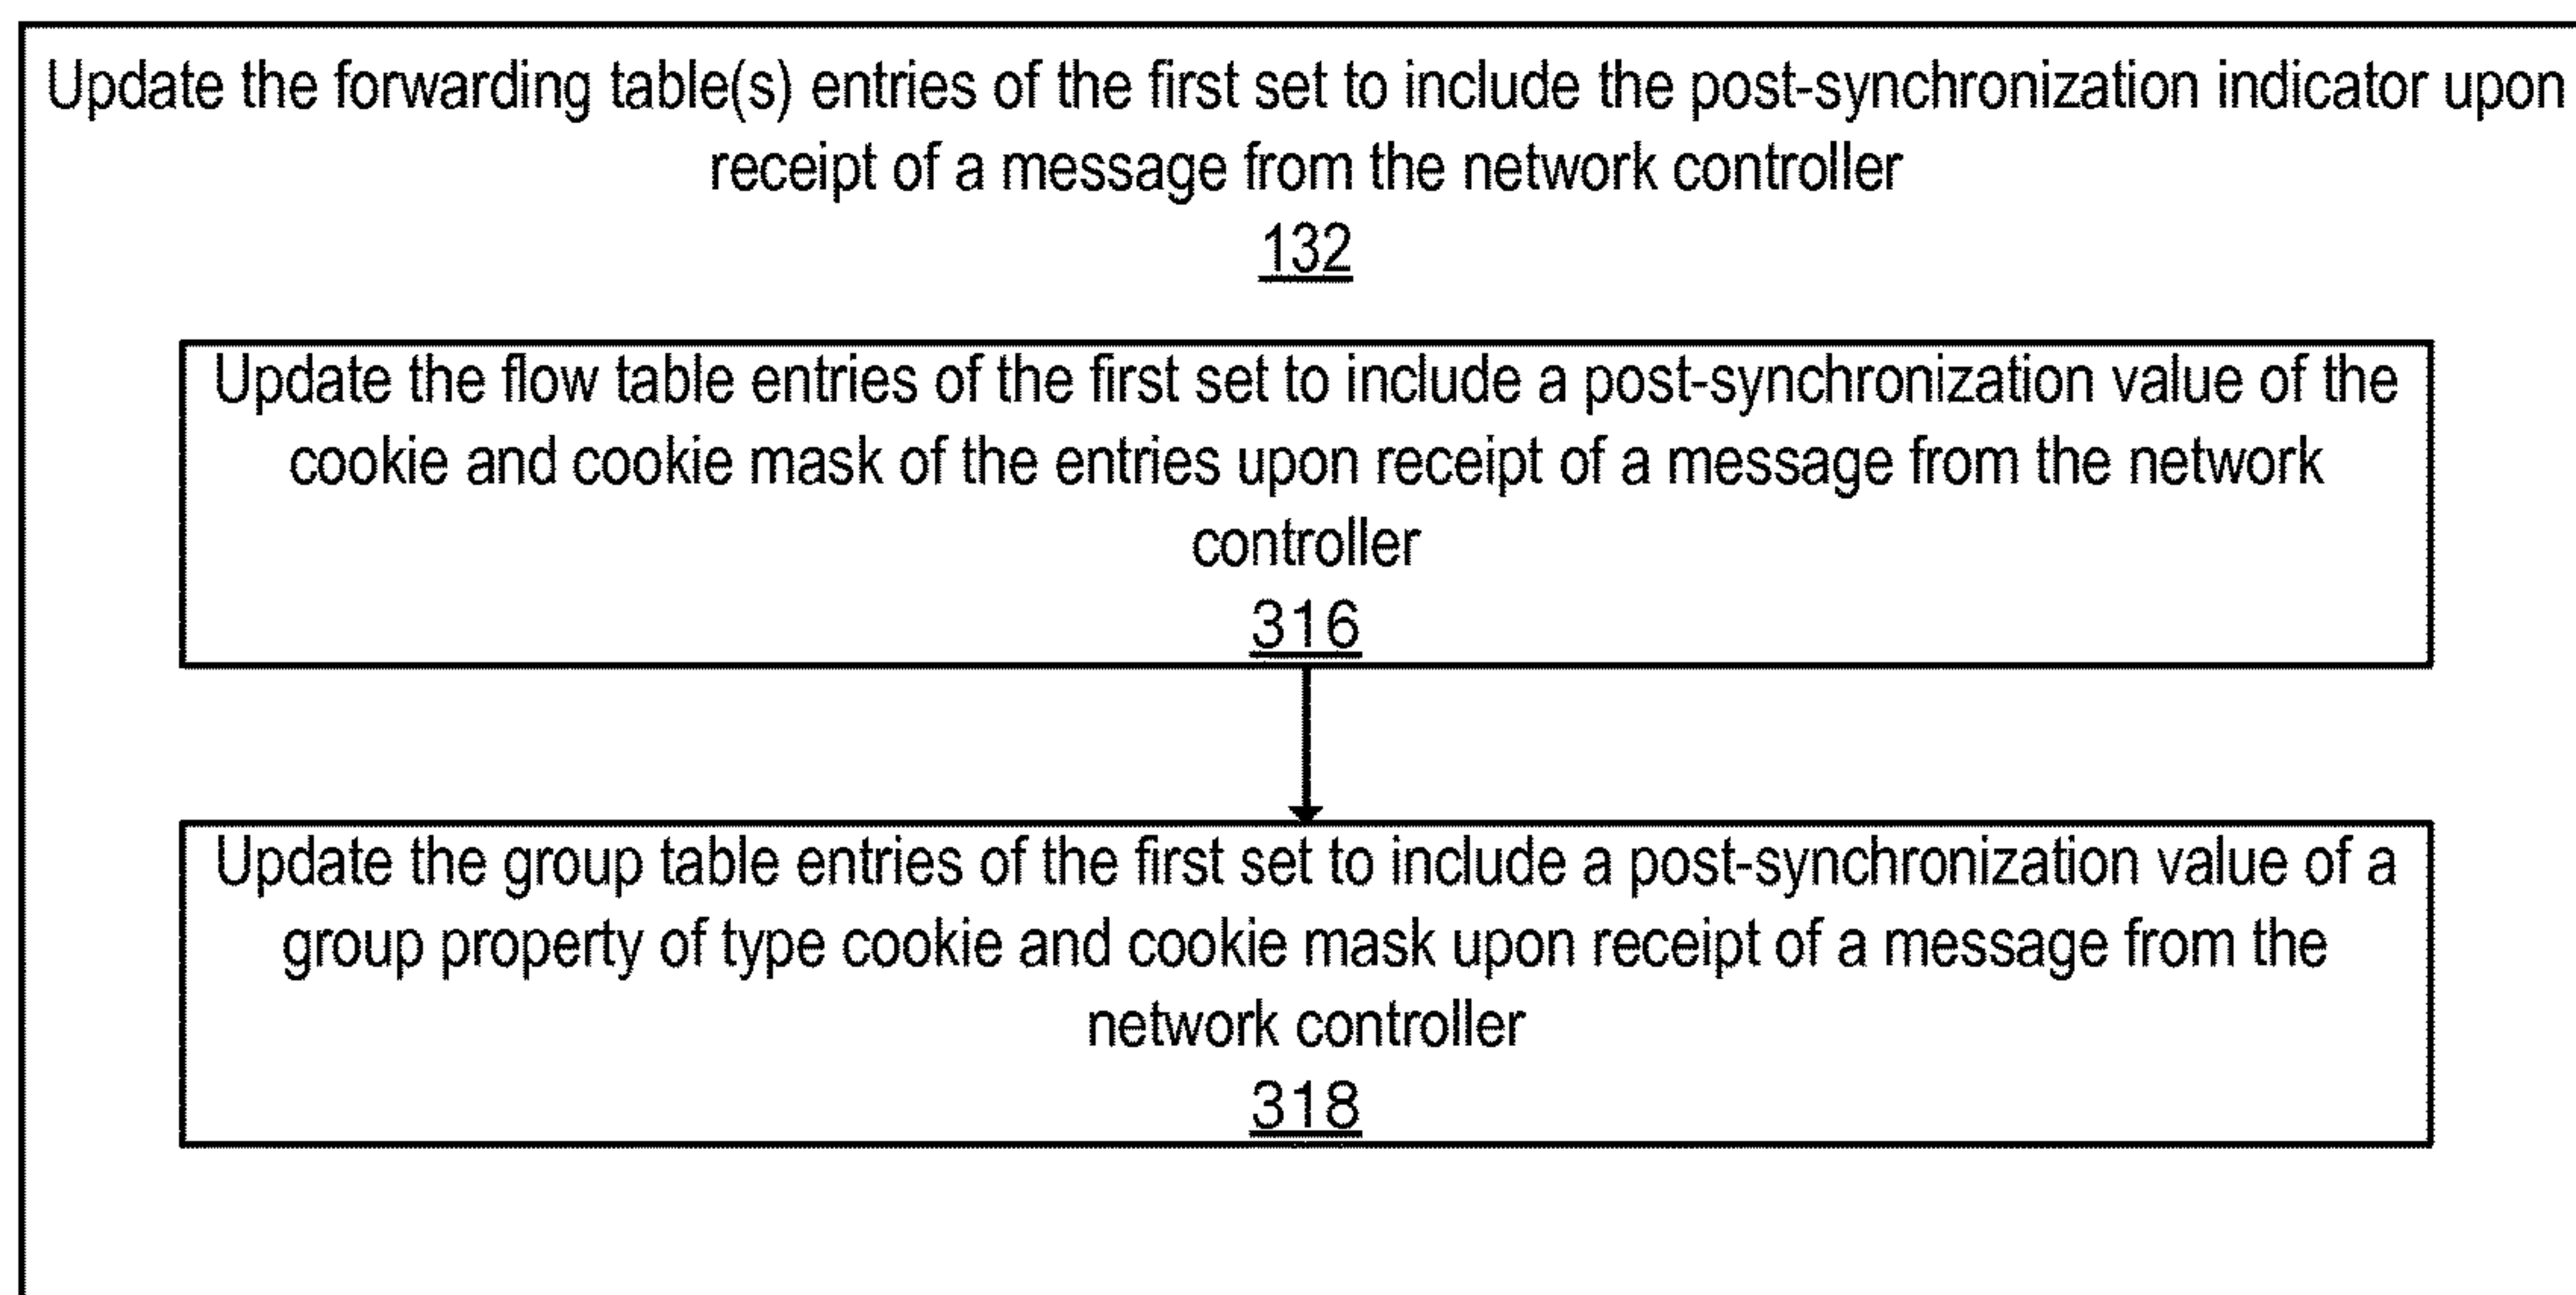 Update the forwarding table(s) entries of the first set to include the post-synchronization indicator upon
receipt of a message from the network controller
132
Update the flow table entries of the first set to include a post-synchronization value of the
cookie and cookie mask of the entries upon receipt of a message from the network
controller
316
Update the group table entries of the first set to include a post-synchronization value of a
group property of type cookie and cookie mask upon receipt of a message from the
network controller
318